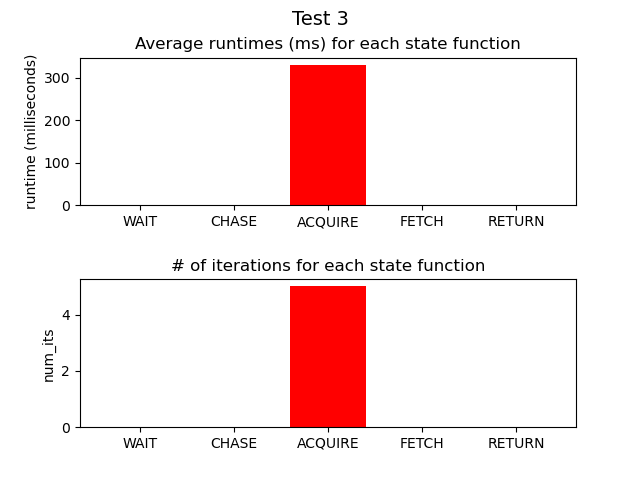 Test 3
Average runtimes (ms) for each state function
runtime (milliseconds)
300
200
100
0
WAIT CHASE ACQUIRE FETCH RETURN
# of iterations for each state function
num_its
4
2
0
WAIT CHASE ACQUIRE FETCH RETURN